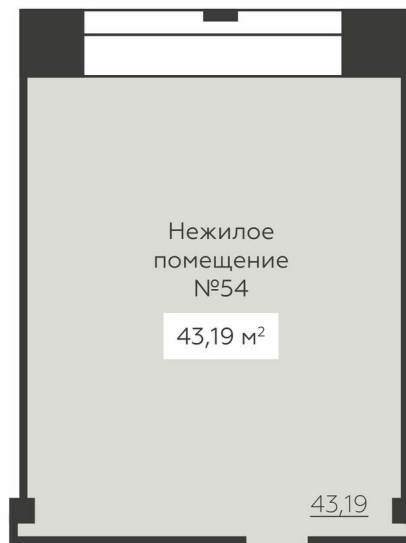 Нежилое
помещение
№54
43,19 м²
43,19